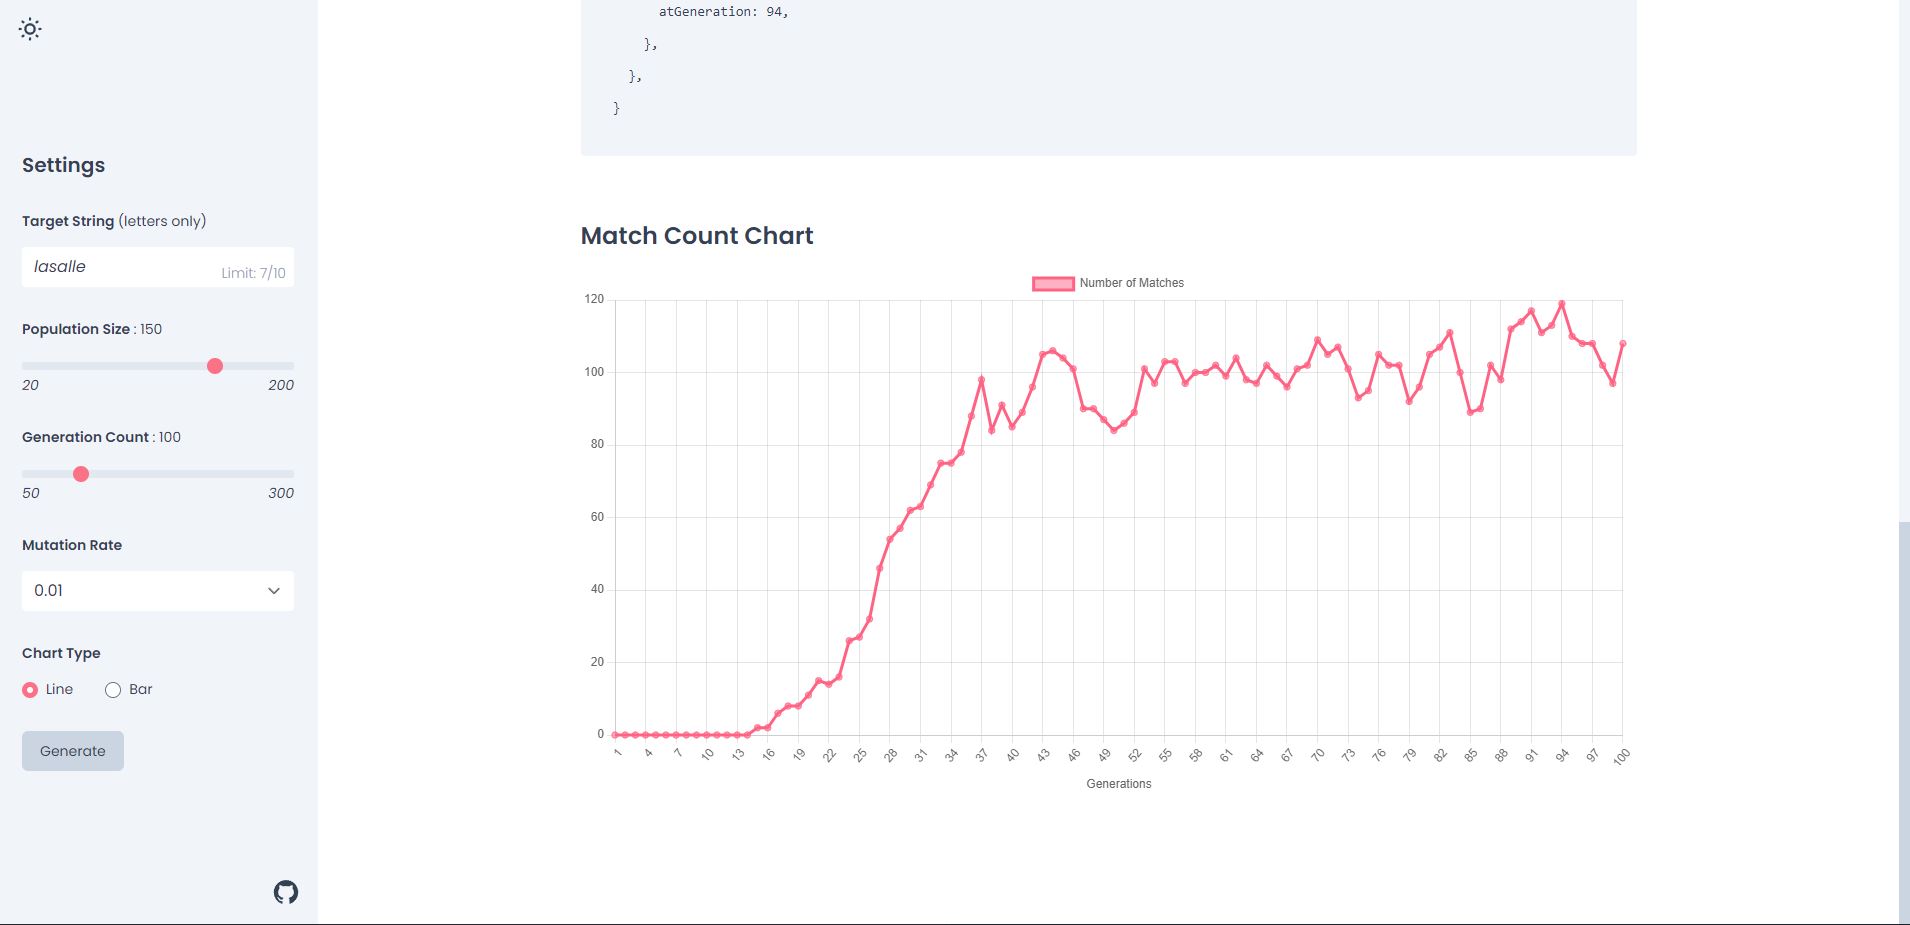 Settings
Target String (letters only)
lasalle
Limit: 7/10
Population Size : 150
20 200
Generation Count : 100
50 300
Mutation Rate
0.01
Chart Type
Line Bar
Generate
atGeneration: 94,
},
},
}
Match Count Chart
Number of Matches
120
100
80
60
40
20
0
1 4 7 10 13 16 19 22 25 28 31 34 37 40 43 46 49 52 55 58 61 64 67 70 73 76 79 82 85 88 91 94 97 100
Generations